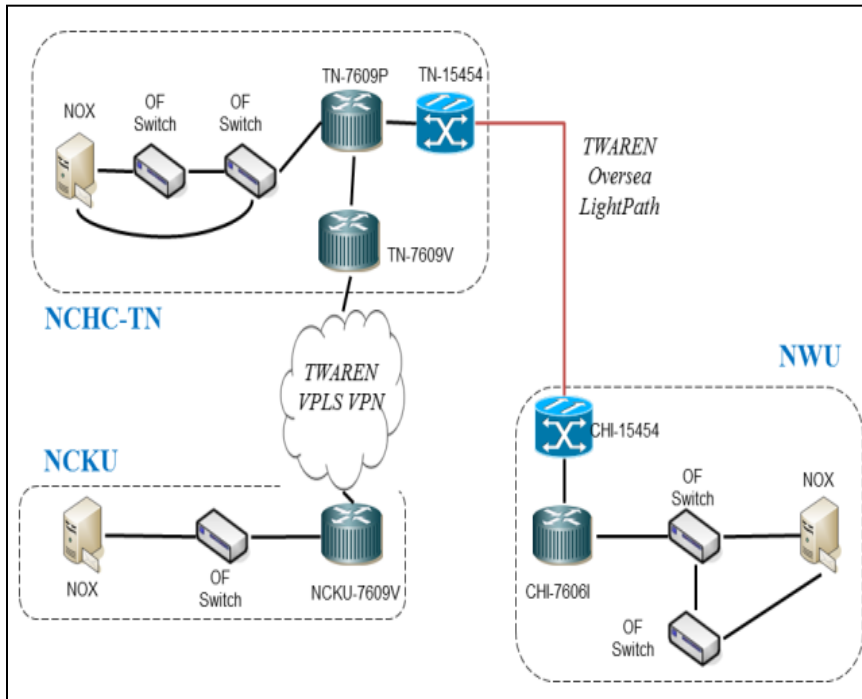 TN-7609P
TN-15454
NOX
OF
Switch
OF
Switch
TWAREN
Oversea
LightPath
TN-7609V
NCHC-TN
TWAREN
VPLS VPN
NWU
CHI-15454
NCKU
NOX
OF
Switch
NCKU-7609V
OF
Switch
NOX
CHI-7606I
OF
Switch